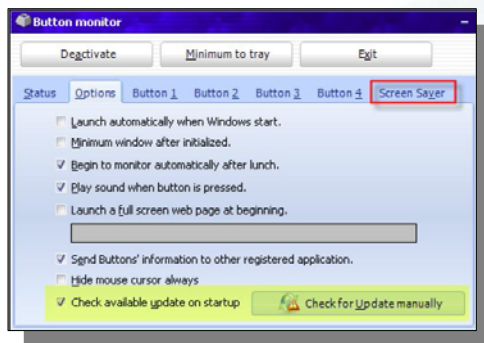 Button monitor
Deactivate Minimum to tray Exit
Status Options Button 1 Button 2 Button 3 Button 4 Screen Saver
Launch automatically when Windows start.
Minimum window after initialized.
Begin to monitor automatically after lunch.
Play sound when button is pressed.
Launch a full screen web page at beginning.
Send Buttons' information to other registered application.
Hide mouse cursor always
Check available update on startup Check for Update manually